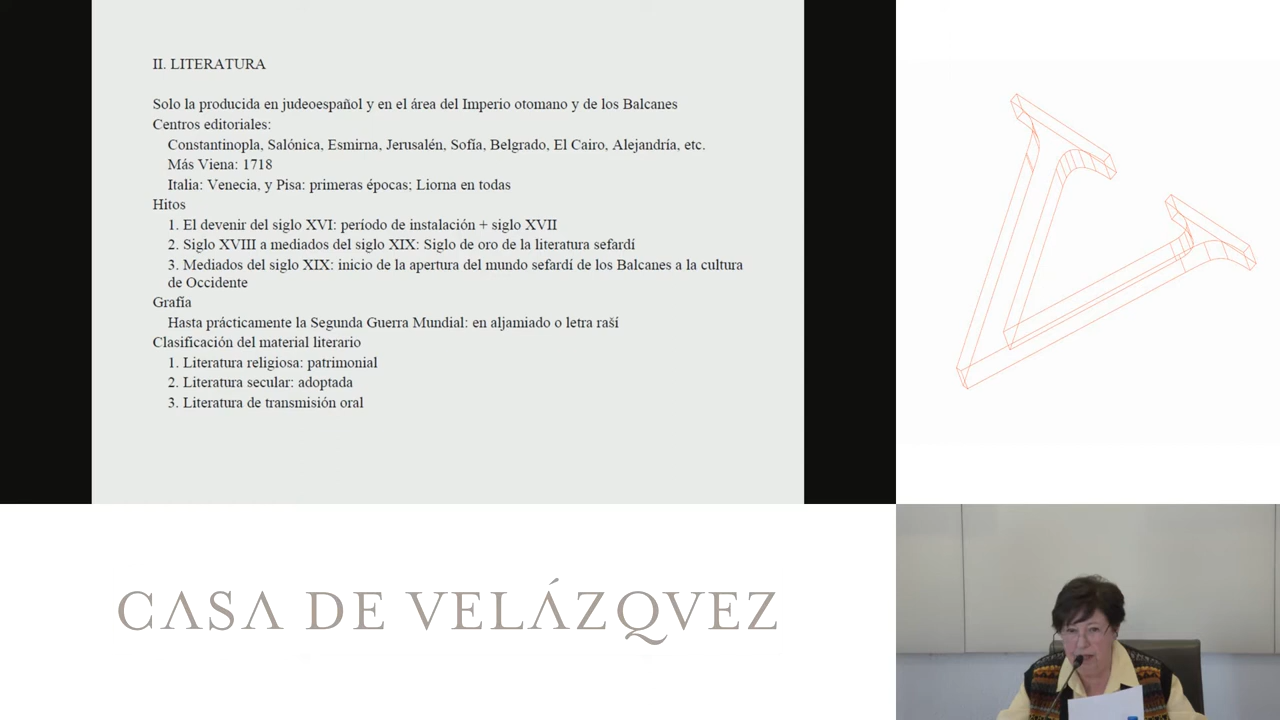 II. LITERATURA
Solo la producida en judeoespañol y en el área del Imperio otomano y de los Balcanes
Centros editoriales:
Constantinopla, Salónica, Esmirna, Jerusalén, Sofía, Belgrado, El Cairo, Alejandría, etc.
Más Viena: 1718
Italia: Venecia, y Pisa: primeras épocas; Liorna en todas
Hitos
1. El devenir del siglo XVI: período de instalación + siglo XVII
2. Siglo XVIII a mediados del siglo XIX: Siglo de oro de la literatura sefardí
3. Mediados del siglo XIX: inicio de la apertura del mundo sefardí de los Balcanes a la cultura
de Occidente
Grafía
Hasta prácticamente la Segunda Guerra Mundial: en aljamiado o letra raší
Clasificación del material literario
1. Literatura religiosa: patrimonial
2. Literatura secular: adoptada
3. Literatura de transmisión oral
CASA DE VELÁZQVEZ